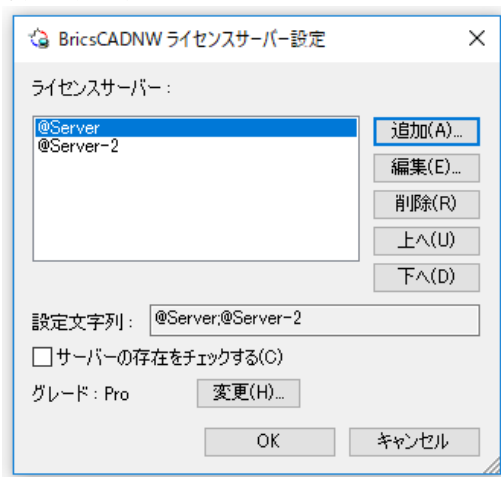 BricsCADNW ライセンスサーバー設定
ライセンスサーバー :
@Server
@Server-2
追加(A)...
編集(E)...
削除(R)
上へ(U)
下へ(D)
設定文字列 : @Server;@Server-2
サーバーの存在をチェックする(C)
グレード : Pro 変更(H)...
OK キャンセル